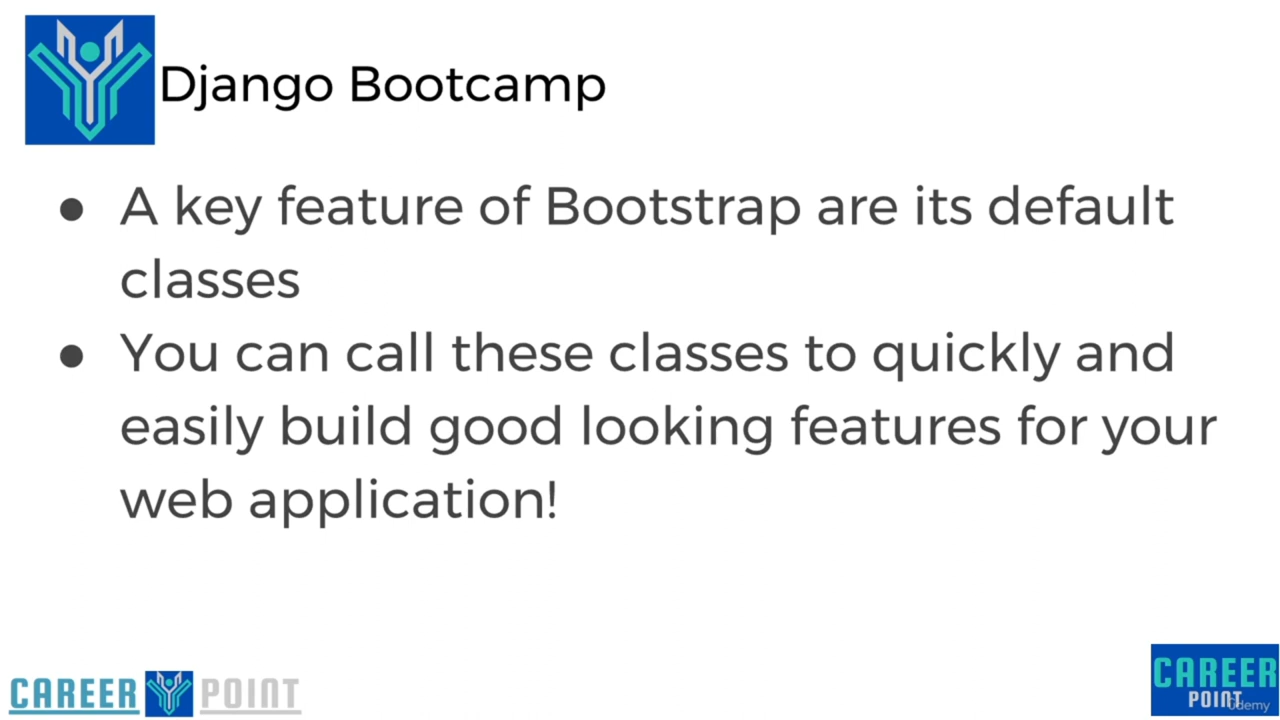 Django Bootcamp
● A key feature of Bootstrap are its default
classes
● You can call these classes to quickly and
easily build good looking features for your
web application!
CAREER POINT
CAREER
POINT
ûdemy